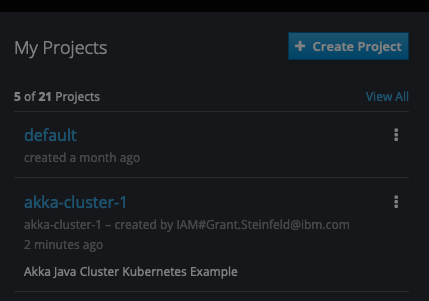 My Projects
+ Create Project
5 of 21 Projects
View All
default
created a month ago
akka-cluster-1
akka-cluster-1 – created by IAM#Grant.Steinfeld@ibm.com
2 minutes ago
Akka Java Cluster Kubernetes Example